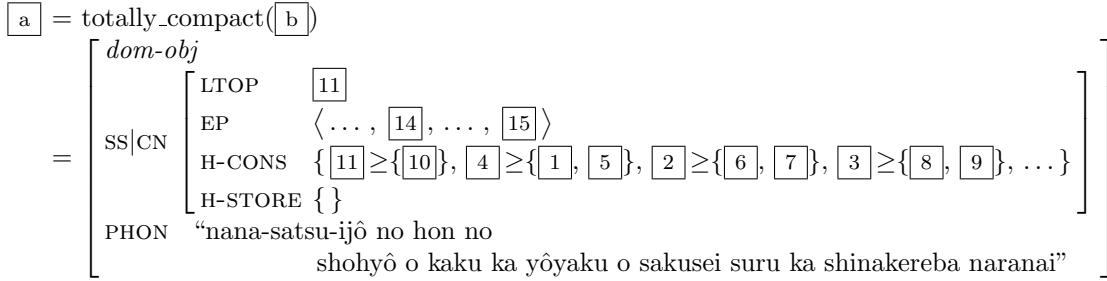 a = totally_compact( b )
= dom-obj
SS|CN
LTOP 11
EP ⟨ … , 14 , … , 15 ⟩
H-CONS { 11 ≥{ 10 }, 4 ≥{ 1 , 5 }, 2 ≥{ 6 , 7 }, 3 ≥{ 8 , 9 }, … }
H-STORE { }
PHON “nana-satsu-ijô no hon no
shohyô o kaku ka yôyaku o sakusei suru ka shinakereba naranai”